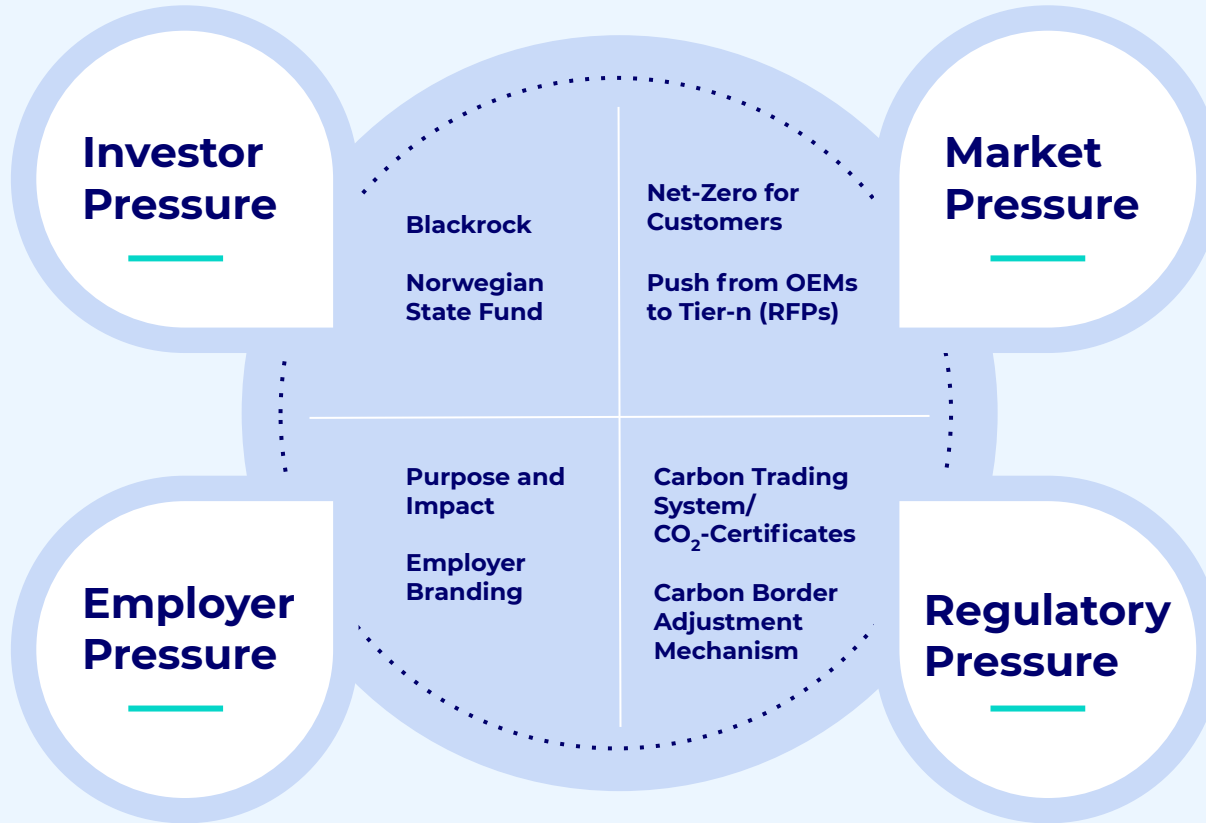 Investor
Pressure
Blackrock
Norwegian
State Fund
Net-Zero for
Customers
Push from OEMs
to Tier-n (RFPs)
Market
Pressure
Employer
Pressure
Purpose and
Impact
Employer
Branding
Carbon Trading
System/
CO₂-Certificates
Carbon Border
Adjustment
Mechanism
Regulatory
Pressure